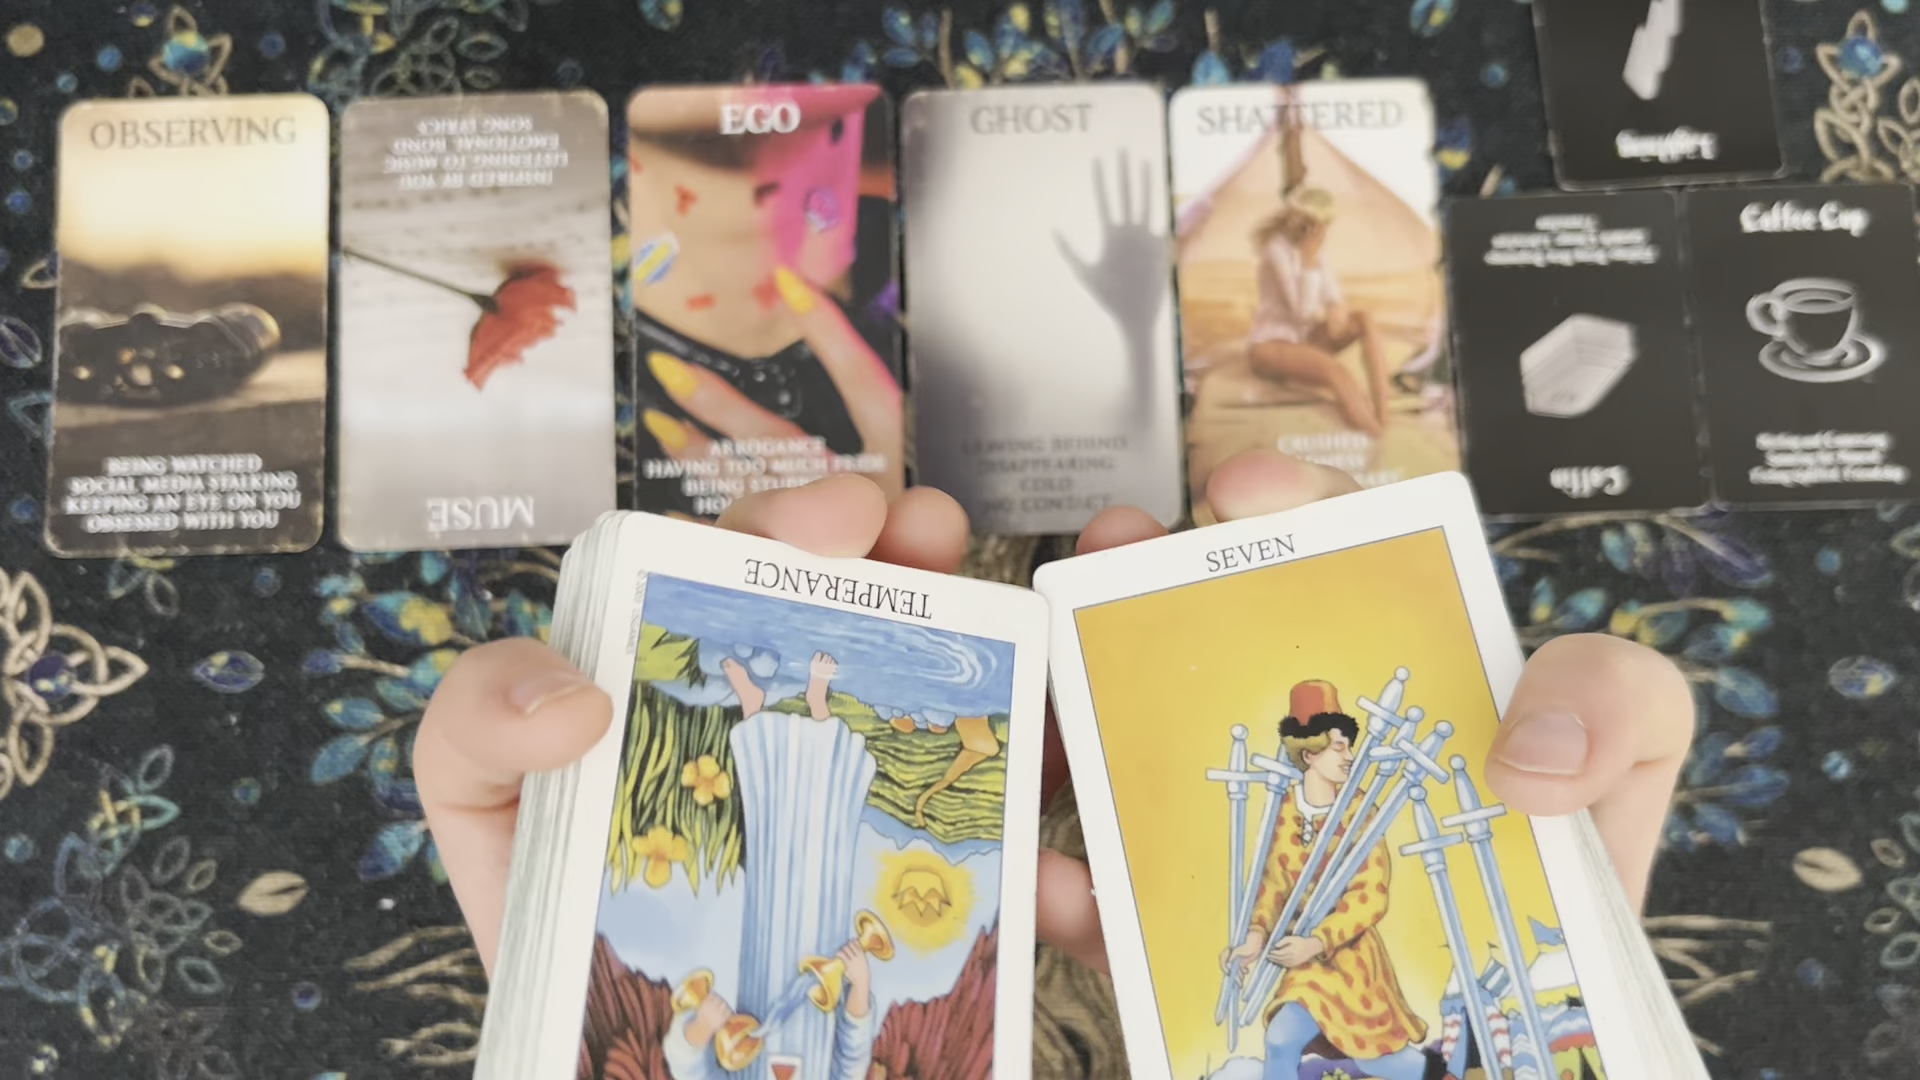 OBSERVING
BEING WATCHED
SOCIAL MEDIA STALKING
KEEPING AN EYE ON YOU
OBSESSED WITH YOU
MUSE
INSPIRED BY YOU
LISTENING TO MUSIC
EMOTIONAL BOND
SONG LYRICS
EGO
ARROGANCE
HAVING TOO MUCH PRIDE
BEING
GHOST
LEAVING BEHIND
DISAPPEARING
COLD
NO CONTACT
SHATTERED
CRUSHED
Lightning
Coffin
Coffee Cup
TEMPERANCE
SEVEN